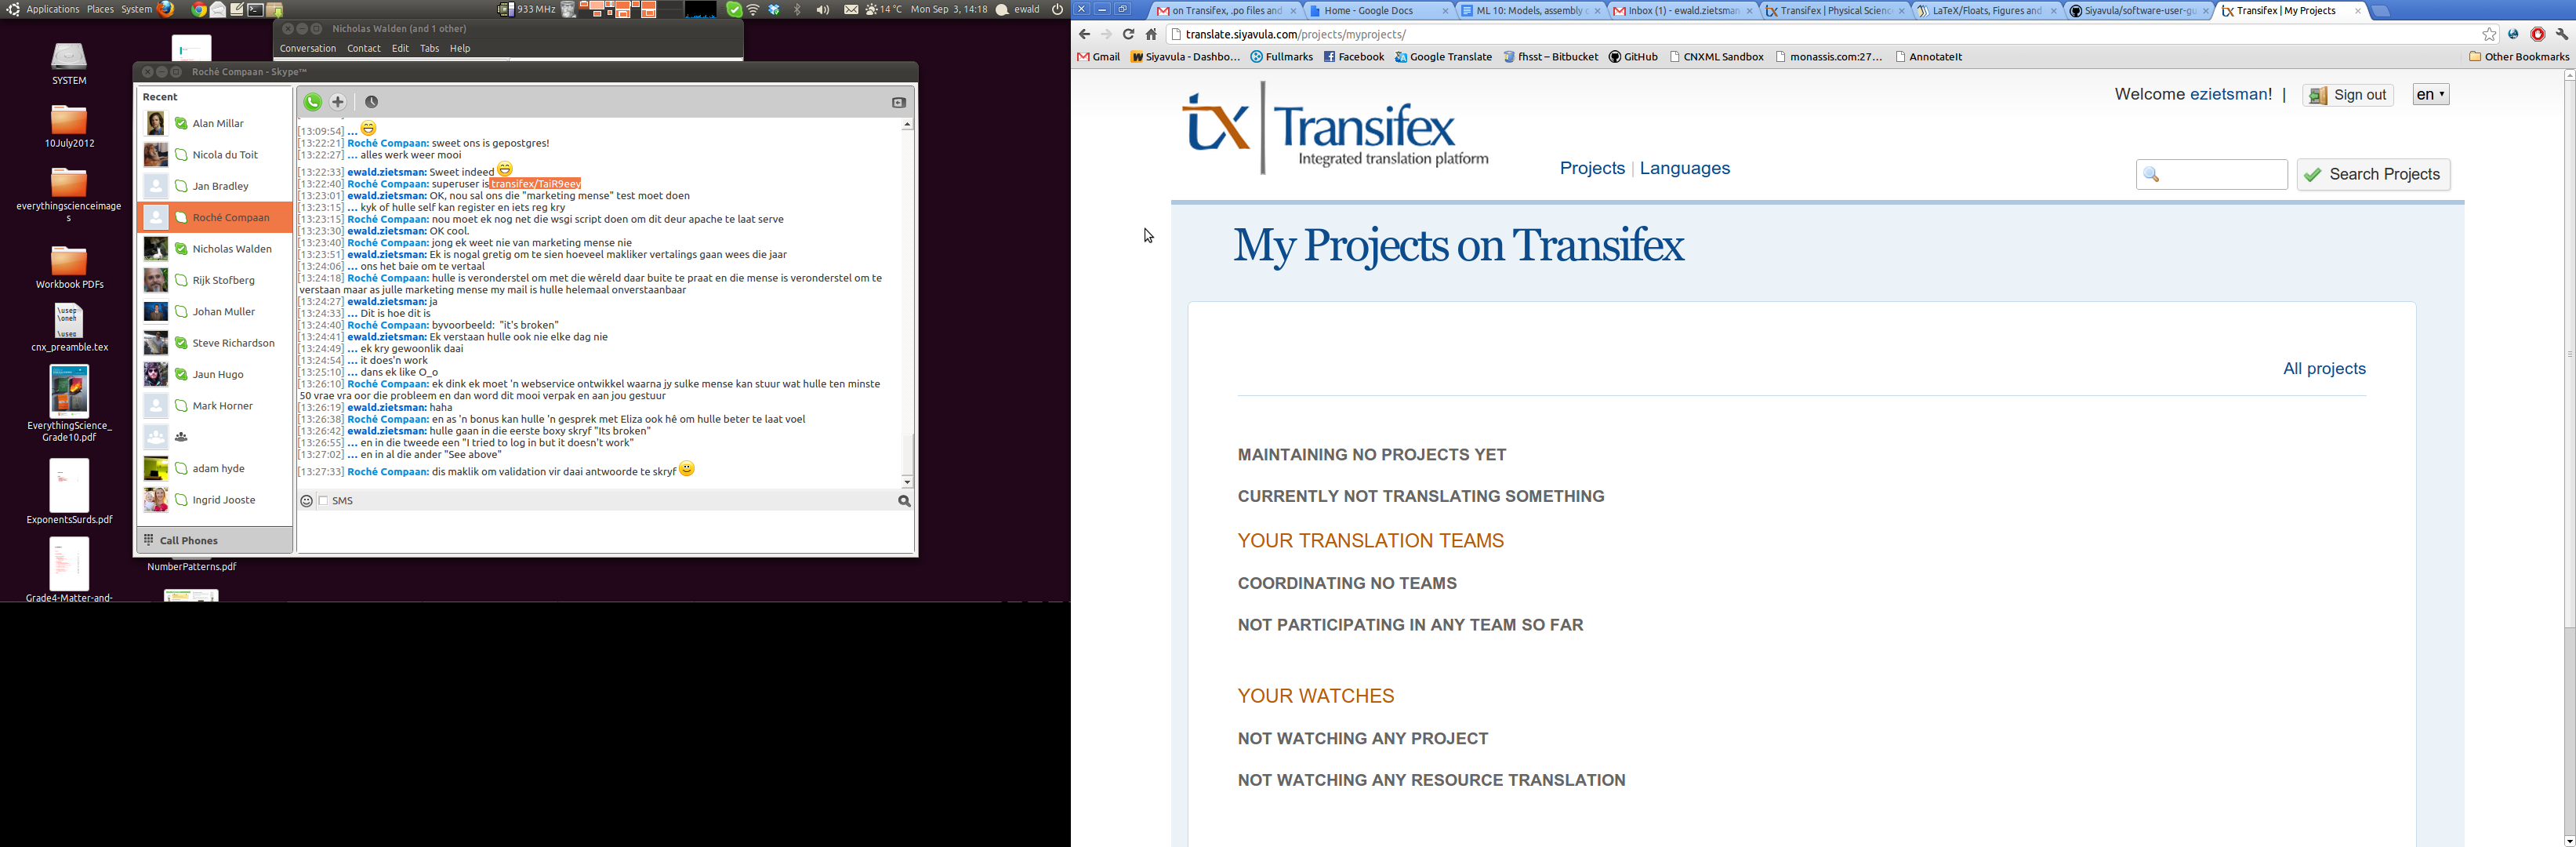 Applications Places System
933 MHz
14 °C Mon Sep 3, 14:18 ewald
SYSTEM
10July2012
everythingscienceimage
s
Workbook PDFs
cnx_preamble.tex
EverythingScience_
Grade10.pdf
ExponentsSurds.pdf
Grade4-Matter-and-
NumberPatterns.pdf
Nicholas Walden (and 1 other)
Conversation Contact Edit Tabs Help
Roché Compaan - Skype™
Recent
Alan Millar
Nicola du Toit
Jan Bradley
Roché Compaan
Nicholas Walden
Rijk Stofberg
Johan Muller
Steve Richardson
Jaun Hugo
Mark Horner
adam hyde
Ingrid Jooste
Call Phones
[13:09:54] ...
[13:22:21] Roché Compaan: sweet ons is gepostgres!
[13:22:27] ... alles werk weer mooi
[13:22:33] ewald.zietsman: Sweet indeed
[13:22:40] Roché Compaan: superuser is transifex/TaiR9eey
[13:23:01] ewald.zietsman: OK, nou sal ons die "marketing mense" test moet doen
[13:23:15] ... kyk of hulle self kan register en iets reg kry
[13:23:15] Roché Compaan: nou moet ek nog net die wsgi script doen om dit deur apache te laat serve
[13:23:30] ewald.zietsman: OK cool.
[13:23:40] Roché Compaan: jong ek weet nie van marketing mense nie
[13:23:51] ewald.zietsman: Ek is nogal gretig om te sien hoeveel makliker vertalings gaan wees die jaar
[13:24:06] ... ons het baie om te vertaal
[13:24:18] Roché Compaan: hulle is veronderstel om met die wêreld daar buite te praat en die mense is veronderstel om te
verstaan maar as julle marketing mense my mail is hulle helemaal onverstaanbaar
[13:24:27] ewald.zietsman: ja
[13:24:33] ... Dit is hoe dit is
[13:24:40] Roché Compaan: byvoorbeeld: "it's broken"
[13:24:41] ewald.zietsman: Ek verstaan hulle ook nie elke dag nie
[13:24:49] ... ek kry gewoonlik daai
[13:24:54] ... it does'n work
[13:25:10] ... dans ek like O_o
[13:26:10] Roché Compaan: ek dink ek moet 'n webservice ontwikkel waarna jy sulke mense kan stuur wat hulle ten minste
50 vrae vra oor die probleem en dan word dit mooi verpak en aan jou gestuur
[13:26:19] ewald.zietsman: haha
[13:26:38] Roché Compaan: en as 'n bonus kan hulle 'n gesprek met Eliza ook hê om hulle beter te laat voel
[13:26:42] ewald.zietsman: hulle gaan in die eerste boxy skryf "Its broken"
[13:26:55] ... en in die tweede een "I tried to log in but it doesn't work"
[13:27:02] ... en in al die ander "See above"
[13:27:33] Roché Compaan: dis maklik om validation vir daai antwoorde te skryf
SMS
on Transifex, .po files and
Home - Google Docs
ML 10: Models, assembly
Inbox (1) - ewald.zietsman
Transifex | Physical Scienc
LaTeX/Floats, Figures and
Siyavula/software-user-gu
Transifex | My Projects
translate.siyavula.com/projects/myprojects/
Gmail Siyavula - Dashbo... Fullmarks Facebook Google Translate fhsst – Bitbucket GitHub CNXML Sandbox monassis.com:27... AnnotateIt Other Bookmarks
Welcome ezietsman! | Sign out en
tx Transifex
Integrated translation platform
Projects | Languages
Search Projects
My Projects on Transifex
All projects
MAINTAINING NO PROJECTS YET
CURRENTLY NOT TRANSLATING SOMETHING
YOUR TRANSLATION TEAMS
COORDINATING NO TEAMS
NOT PARTICIPATING IN ANY TEAM SO FAR
YOUR WATCHES
NOT WATCHING ANY PROJECT
NOT WATCHING ANY RESOURCE TRANSLATION